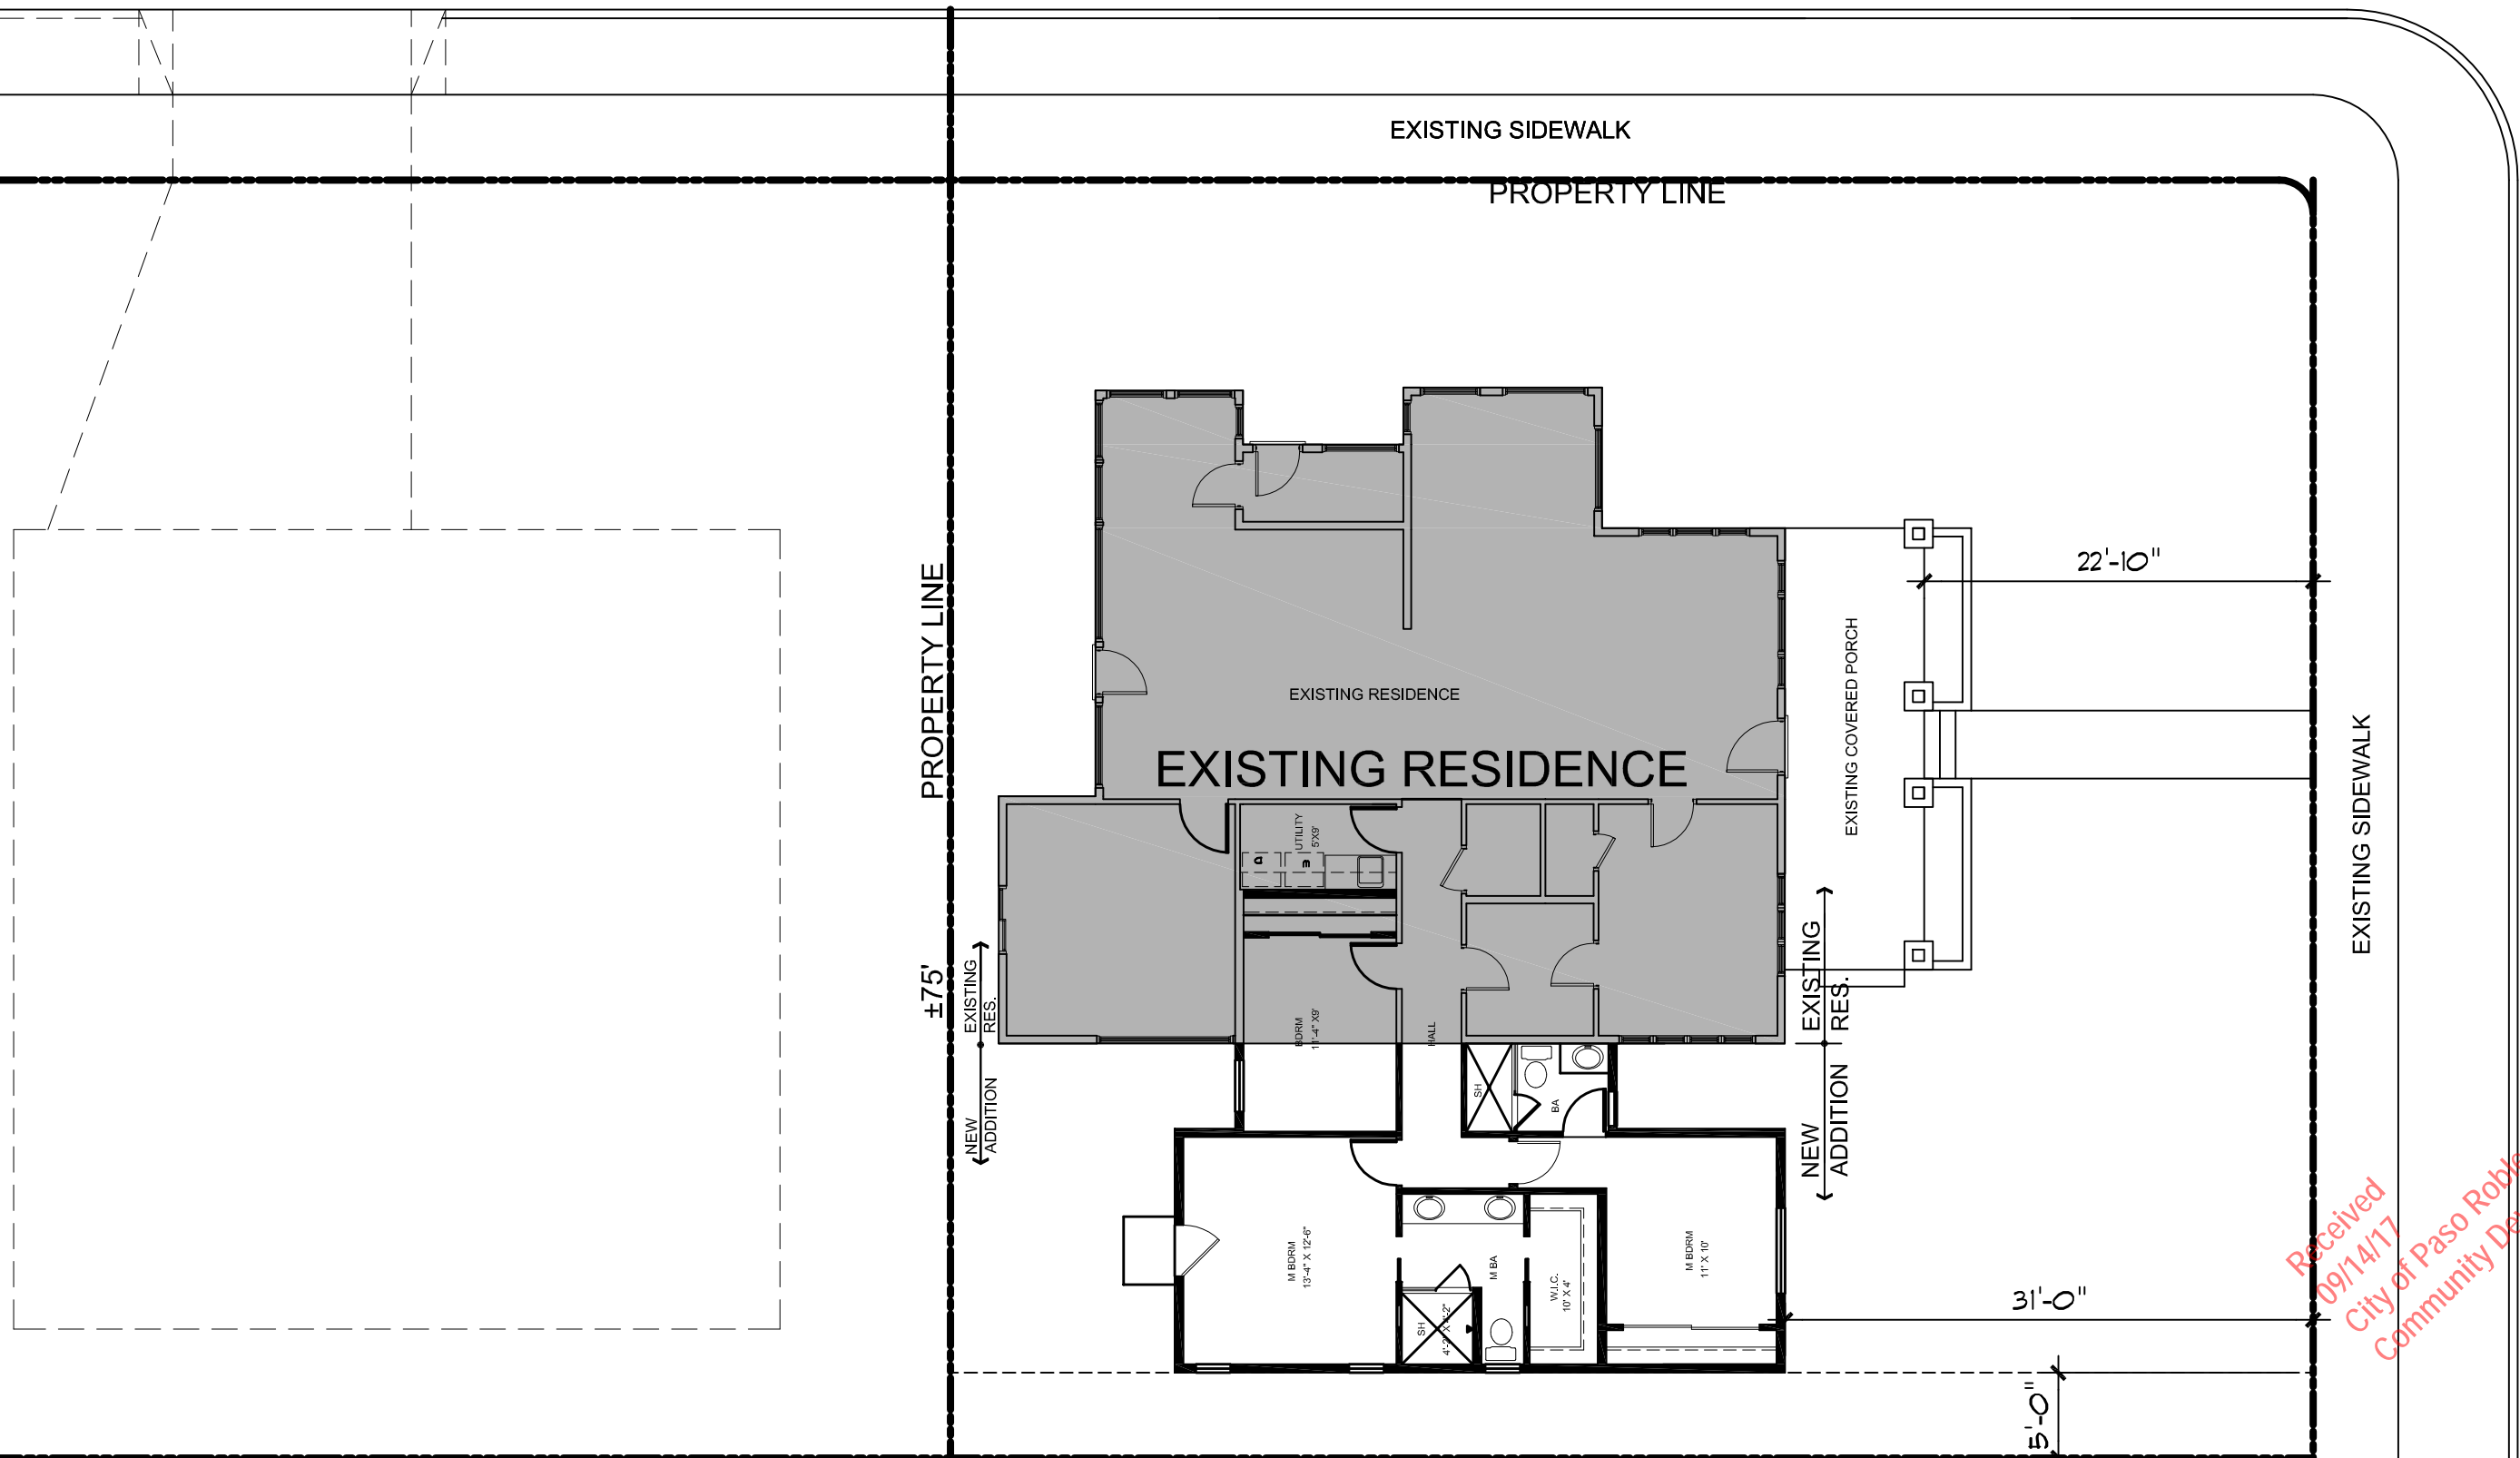 EXISTING SIDEWALK
PROPERTY LINE
22'-10"
PROPERTY LINE
EXISTING COVERED PORCH
EXISTING RESIDENCE
EXISTING RESIDENCE
EXISTING SIDEWALK
UTILITY
5'X9'
±75'
EXISTING
RES.
EXISTING
RES.
BDRM
11'-4" X9'
HALL
NEW
ADDITION
SH
BA
NEW
ADDITION
M BDRM
13'-4" X 12'-6"
M BA
W.I.C.
10' X 4'
M BDRM
11' X 10'
SH
31'-0"
5'-0"
Received
09/14/17
City of Paso Roble
Community De